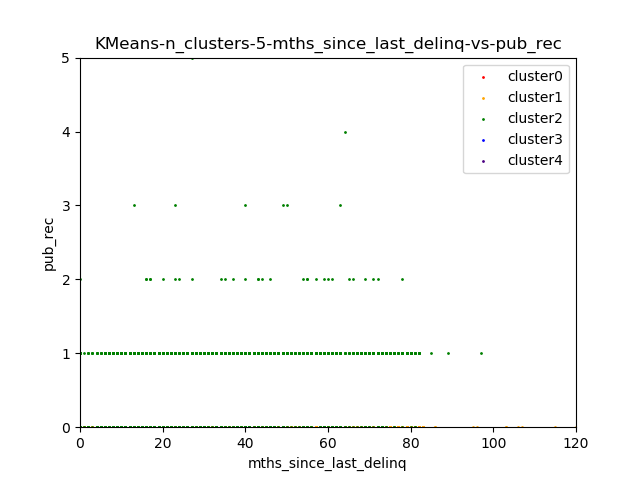 KMeans-n_clusters-5-mths_since_last_delinq-vs-pub_rec
cluster0
cluster1
cluster2
cluster3
cluster4
pub_rec
5
4
3
2
1
0
0 20 40 60 80 100 120
mths_since_last_delinq